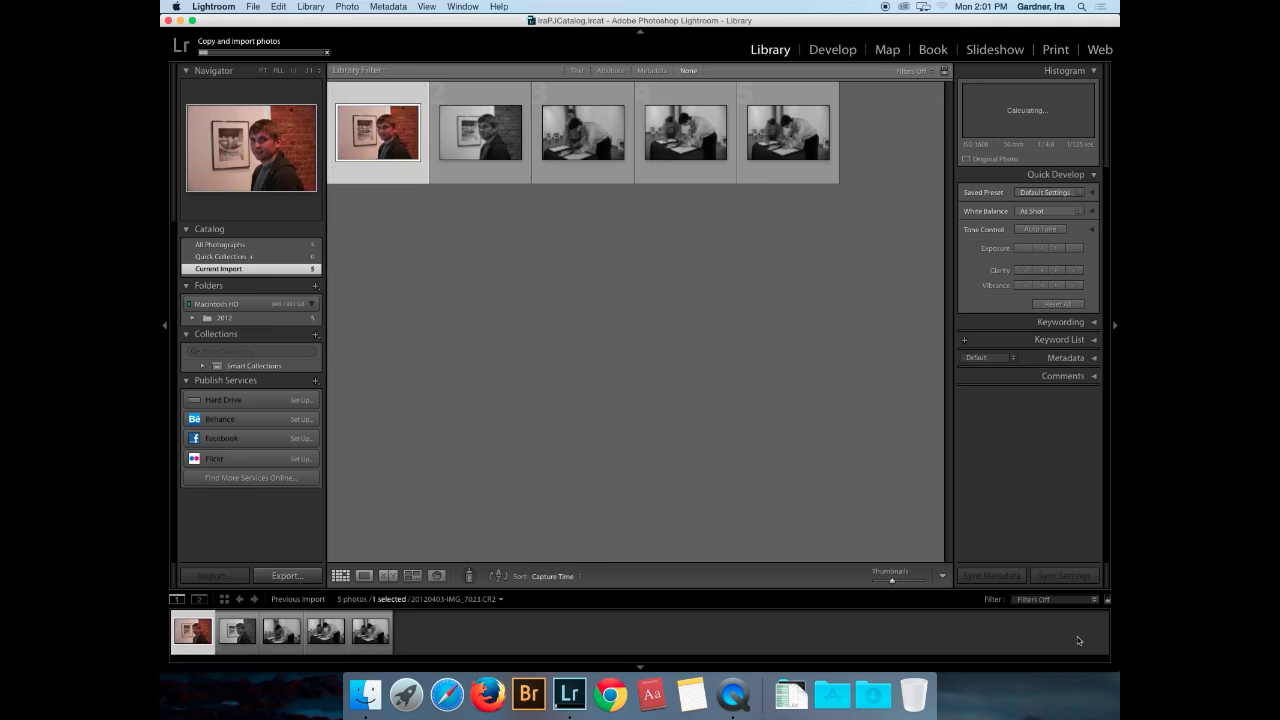 Lightroom File Edit Library Photo Metadata View Window Help Mon 2:01 PM Gardner, Ira
IraPJCatalog.lrcat - Adobe Photoshop Lightroom - Library
Lr Copy and import photos
Library Develop Map Book Slideshow Print Web
Navigator FIT FILL
Library Filter : Text Attribute Metadata None Filters Off
Histogram
Calculating...
ISO 1600 50 mm f / 4.0 1/125 sec
Original Photo
Quick Develop
Saved Preset Default Settings
White Balance As Shot
Tone Control Auto Tone
Exposure
Clarity
Vibrance
Reset All
Keywording
Keyword List
Default Metadata
Comments
Catalog
All Photographs 5
Quick Collection + 0
Current Import 5
Folders
Macintosh HD
2012 5
Collections
Smart Collections
Publish Services
Hard Drive Set Up...
Bē Behance Set Up...
Facebook Set Up...
Flickr Set Up...
Find More Services Online...
Import... Export...
Sort: Capture Time
Thumbnails
Sync Metadata Sync Settings
1 2 Previous Import 5 photos / 1 selected / 20120403-IMG_7023.CR2
Filter : Filters Off
Br Lr Aa XLSX